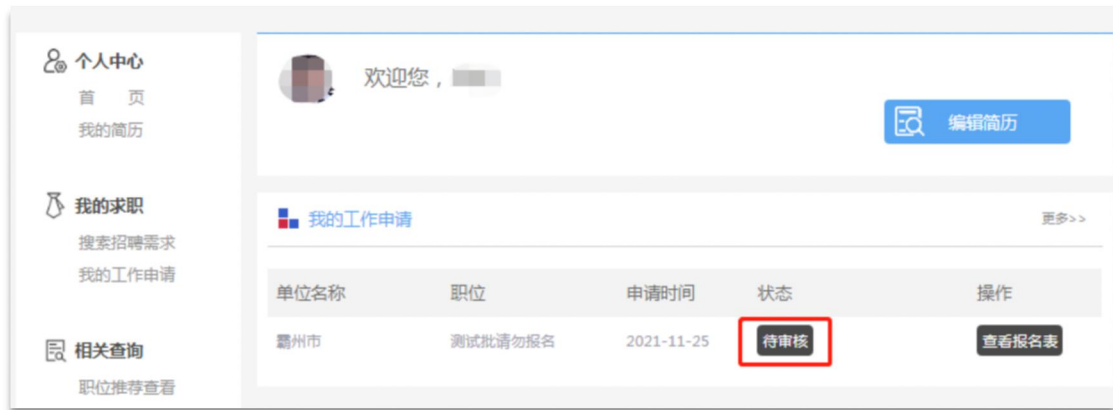 个人中心
首 页
我的简历
我的求职
搜索招聘需求
我的工作申请
相关查询
职位推荐查看
欢迎您，
编辑简历
我的工作申请
更多>>
单位名称 职位 申请时间 状态 操作
霸州市 测试批请勿报名 2021-11-25 待审核 查看报名表